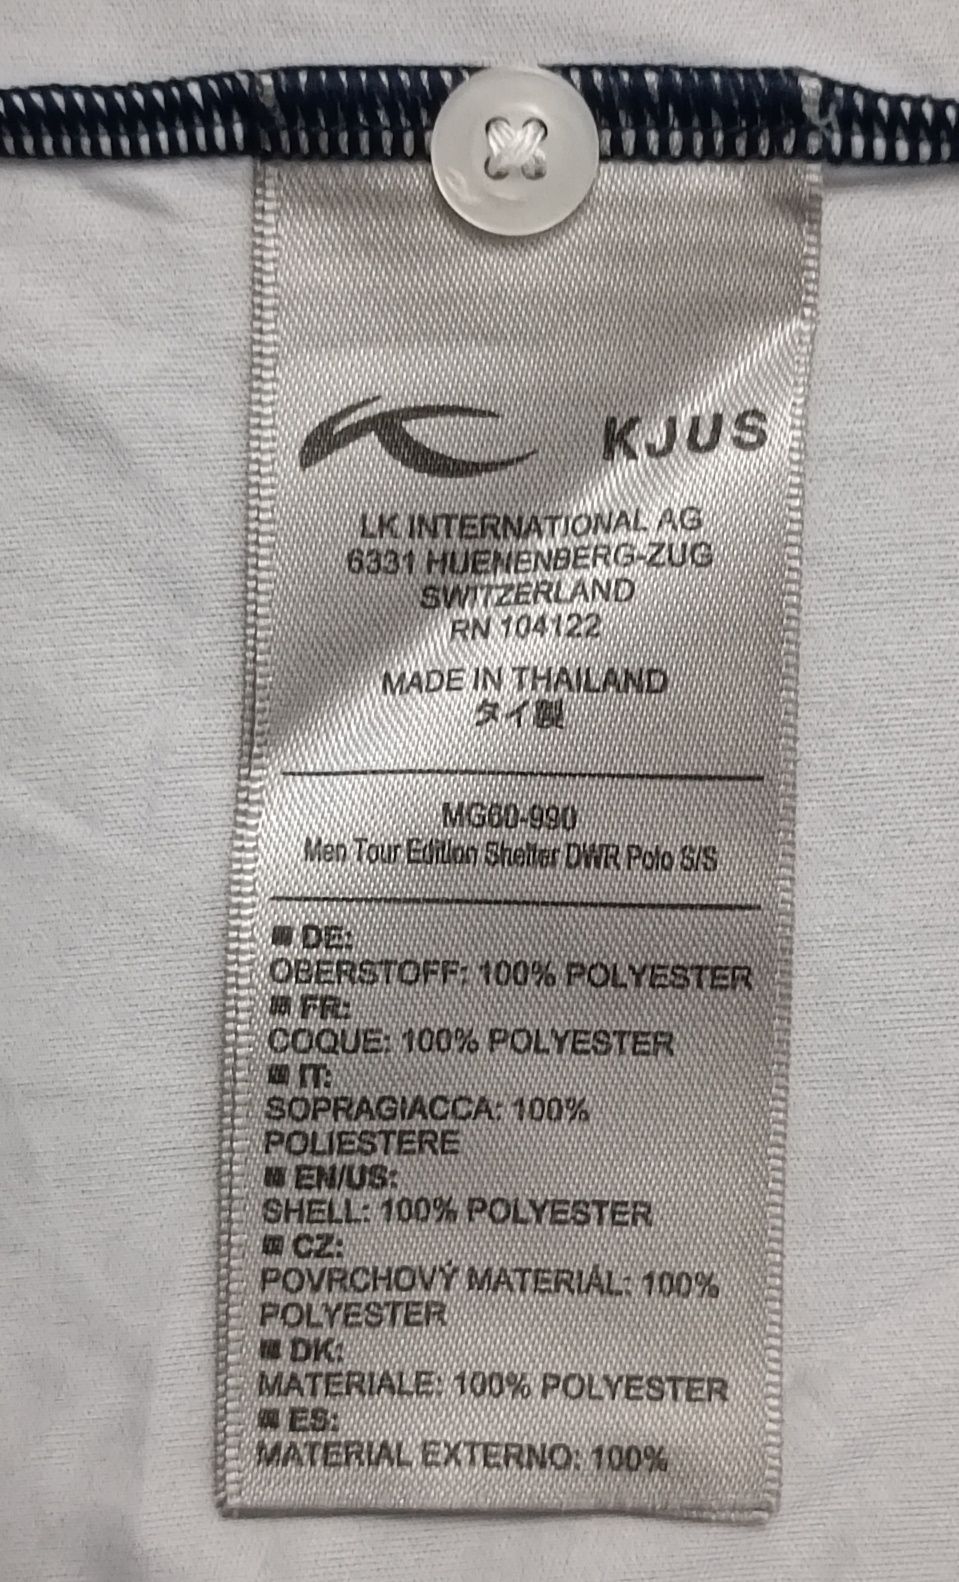 KJUS
LK INTERNATIONAL AG
6331 HUENENBERG-ZUG
SWITZERLAND
RN 104122
MADE IN THAILAND
タイ製
MG60-990
Men Tour Edition Shelter DWR Polo S/S
■ DE:
OBERSTOFF: 100% POLYESTER
■ FR:
COQUE: 100% POLYESTER
■ IT:
SOPRAGIACCA: 100%
POLIESTERE
■ EN/US:
SHELL: 100% POLYESTER
■ CZ:
POVRCHOVÝ MATERIÁL: 100%
POLYESTER
■ DK:
MATERIALE: 100% POLYESTER
■ ES:
MATERIAL EXTERNO: 100%